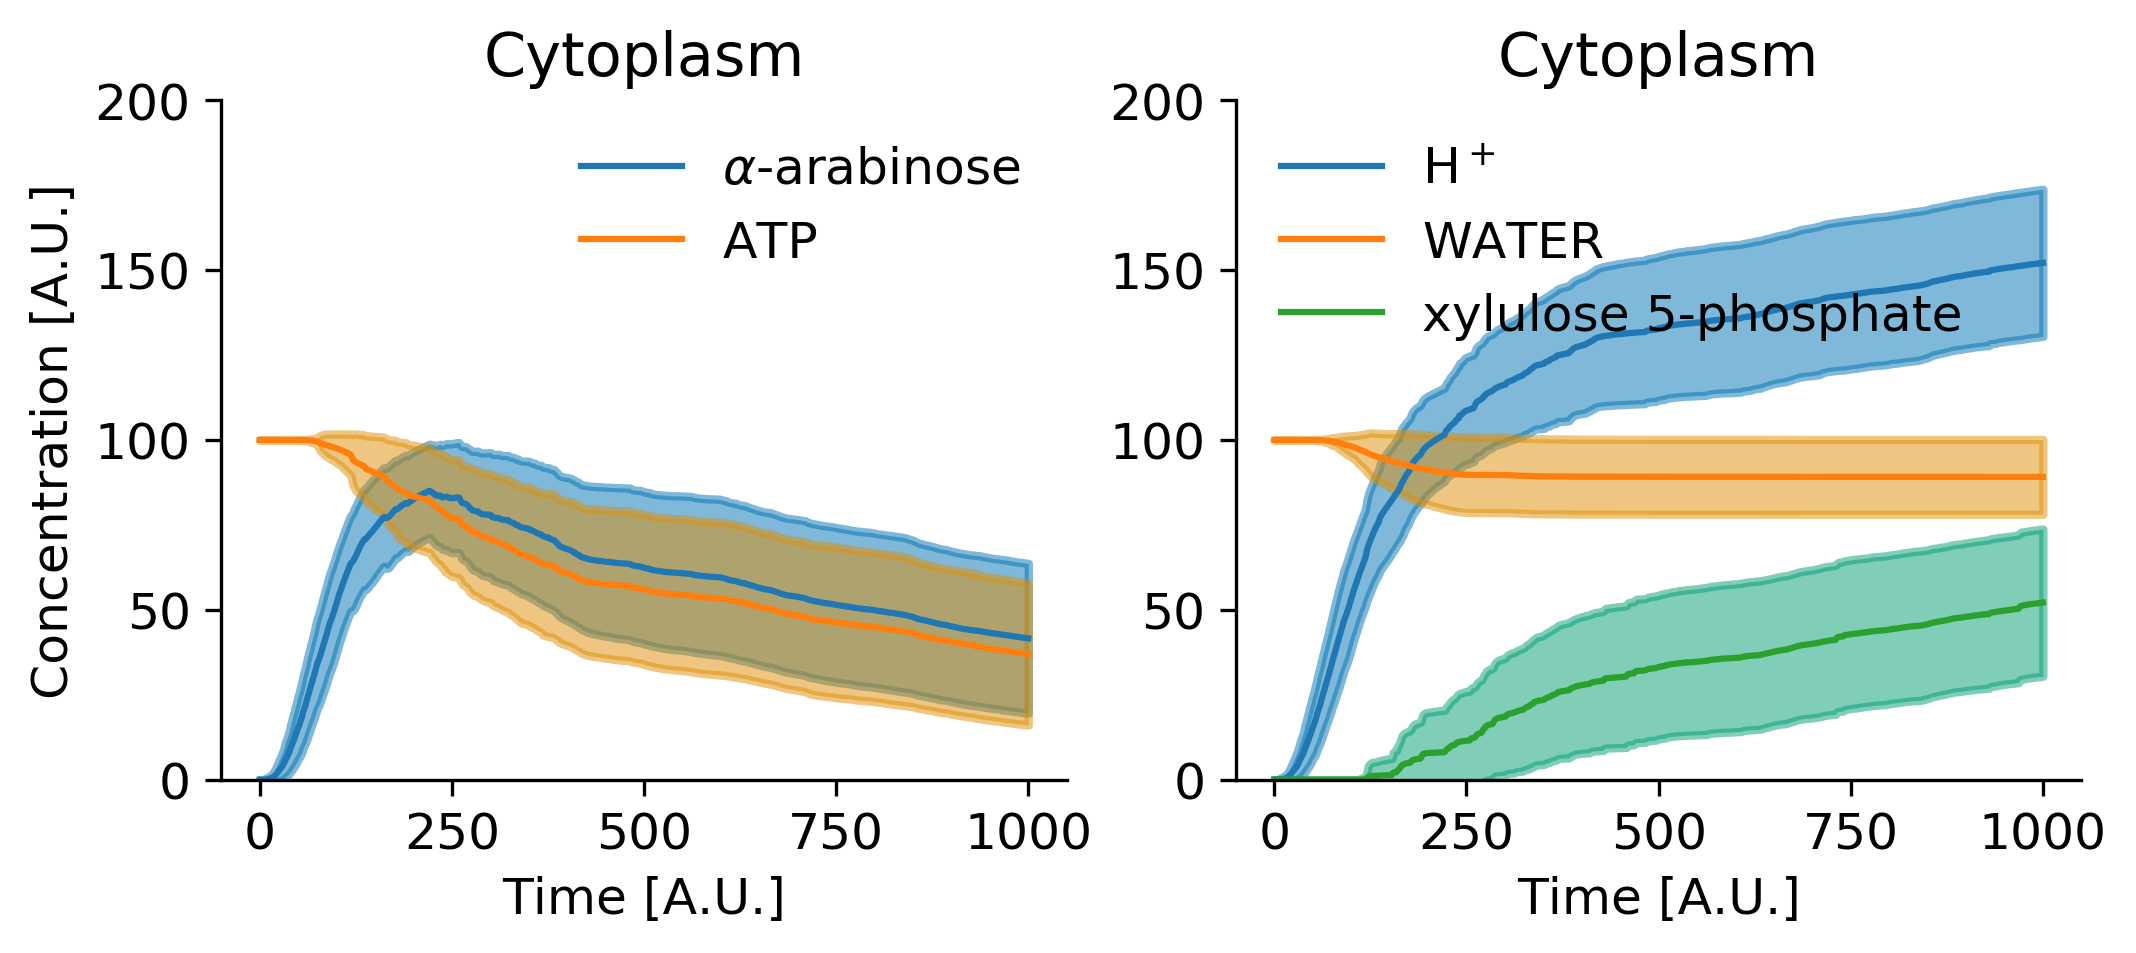 Cytoplasm
200
150
100
50
0
Concentration [A.U.]
α-arabinose
ATP
0 250 500 750 1000
Time [A.U.]
Cytoplasm
200
150
100
50
0
H⁺
WATER
xylulose 5-phosphate
0 250 500 750 1000
Time [A.U.]